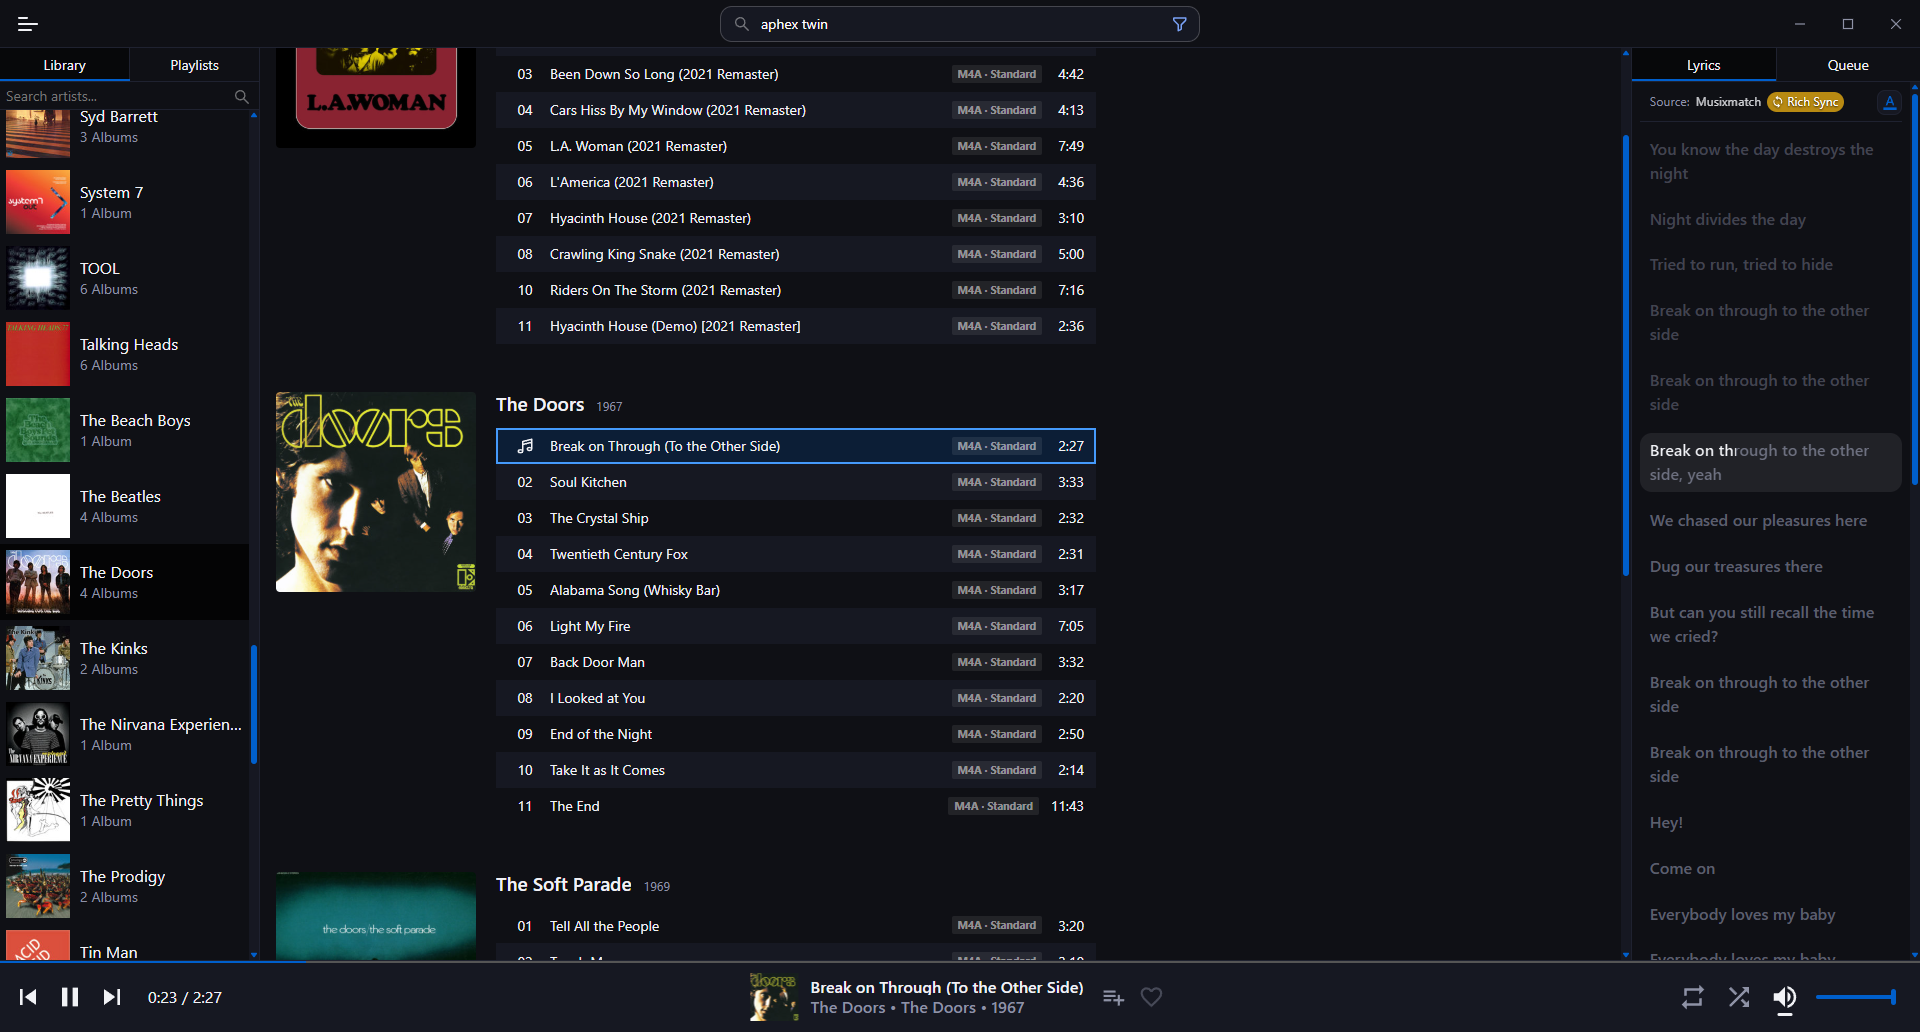 aphex twin
Library
Playlists
Search artists...
Syd Barrett
3 Albums
System 7
1 Album
TOOL
6 Albums
Talking Heads
6 Albums
The Beach Boys
1 Album
The Beatles
4 Albums
The Doors
4 Albums
The Kinks
2 Albums
The Nirvana Experien...
1 Album
The Pretty Things
1 Album
The Prodigy
2 Albums
Tin Man
L.A.WOMAN
03 Been Down So Long (2021 Remaster) M4A · Standard 4:42
04 Cars Hiss By My Window (2021 Remaster) M4A · Standard 4:13
05 L.A. Woman (2021 Remaster) M4A · Standard 7:49
06 L'America (2021 Remaster) M4A · Standard 4:36
07 Hyacinth House (2021 Remaster) M4A · Standard 3:10
08 Crawling King Snake (2021 Remaster) M4A · Standard 5:00
10 Riders On The Storm (2021 Remaster) M4A · Standard 7:16
11 Hyacinth House (Demo) [2021 Remaster] M4A · Standard 2:36
the doors
The Doors 1967
Break on Through (To the Other Side) M4A · Standard 2:27
02 Soul Kitchen M4A · Standard 3:33
03 The Crystal Ship M4A · Standard 2:32
04 Twentieth Century Fox M4A · Standard 2:31
05 Alabama Song (Whisky Bar) M4A · Standard 3:17
06 Light My Fire M4A · Standard 7:05
07 Back Door Man M4A · Standard 3:32
08 I Looked at You M4A · Standard 2:20
09 End of the Night M4A · Standard 2:50
10 Take It as It Comes M4A · Standard 2:14
11 The End M4A · Standard 11:43
the doors/the soft parade
The Soft Parade 1969
01 Tell All the People M4A · Standard 3:20
Lyrics
Queue
Source: Musixmatch Rich Sync A
You know the day destroys the
night
Night divides the day
Tried to run, tried to hide
Break on through to the other
side
Break on through to the other
side
Break on through to the other
side, yeah
We chased our pleasures here
Dug our treasures there
But can you still recall the time
we cried?
Break on through to the other
side
Break on through to the other
side
Hey!
Come on
Everybody loves my baby
Everybody loves my baby
0:23 / 2:27
Break on Through (To the Other Side)
The Doors • The Doors • 1967